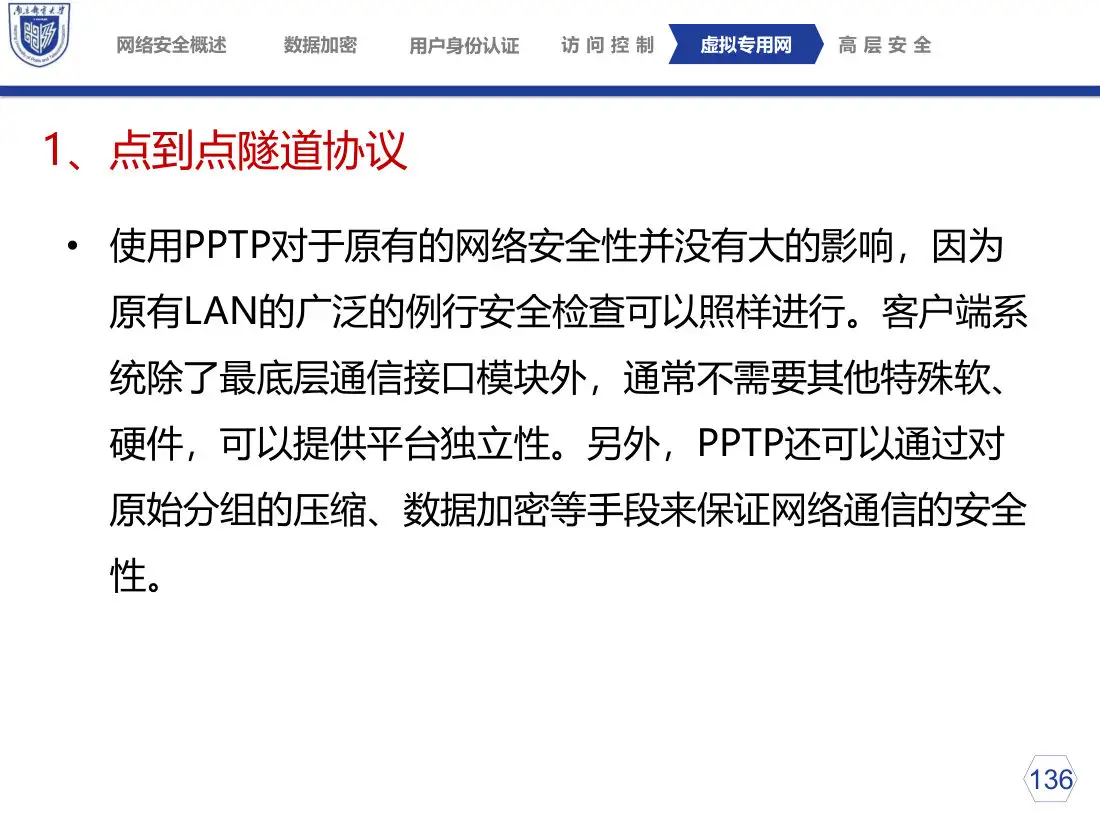 南京邮电大学
网络安全概述 数据加密 用户身份认证 访问控制 虚拟专用网 高层安全
1、点到点隧道协议
• 使用PPTP对于原有的网络安全性并没有大的影响，因为
原有LAN的广泛的例行安全检查可以照样进行。客户端系
统除了最底层通信接口模块外，通常不需要其他特殊软、
硬件，可以提供平台独立性。另外，PPTP还可以通过对
原始分组的压缩、数据加密等手段来保证网络通信的安全
性。
136